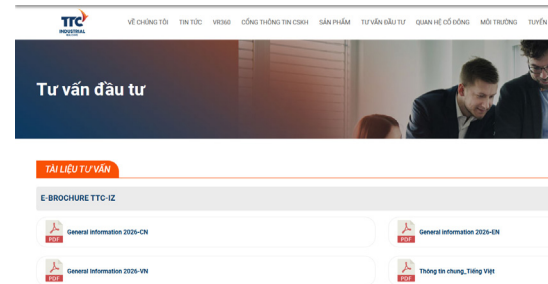 TTC
INDUSTRIAL
VỀ CHÚNG TÔI TIN TỨC VR360 CỔNG THÔNG TIN CSKH SẢN PHẨM TƯ VẤN ĐẦU TƯ QUAN HỆ CỔ ĐÔNG MÔI TRƯỜNG TUYỂN
Tư vấn đầu tư
TÀI LIỆU TƯ VẤN
E-BROCHURE TTC-IZ
PDF General Information 2026-CN
PDF General Information 2026-EN
PDF General Information 2026-VN
PDF Thông tin chung_Tiếng Việt